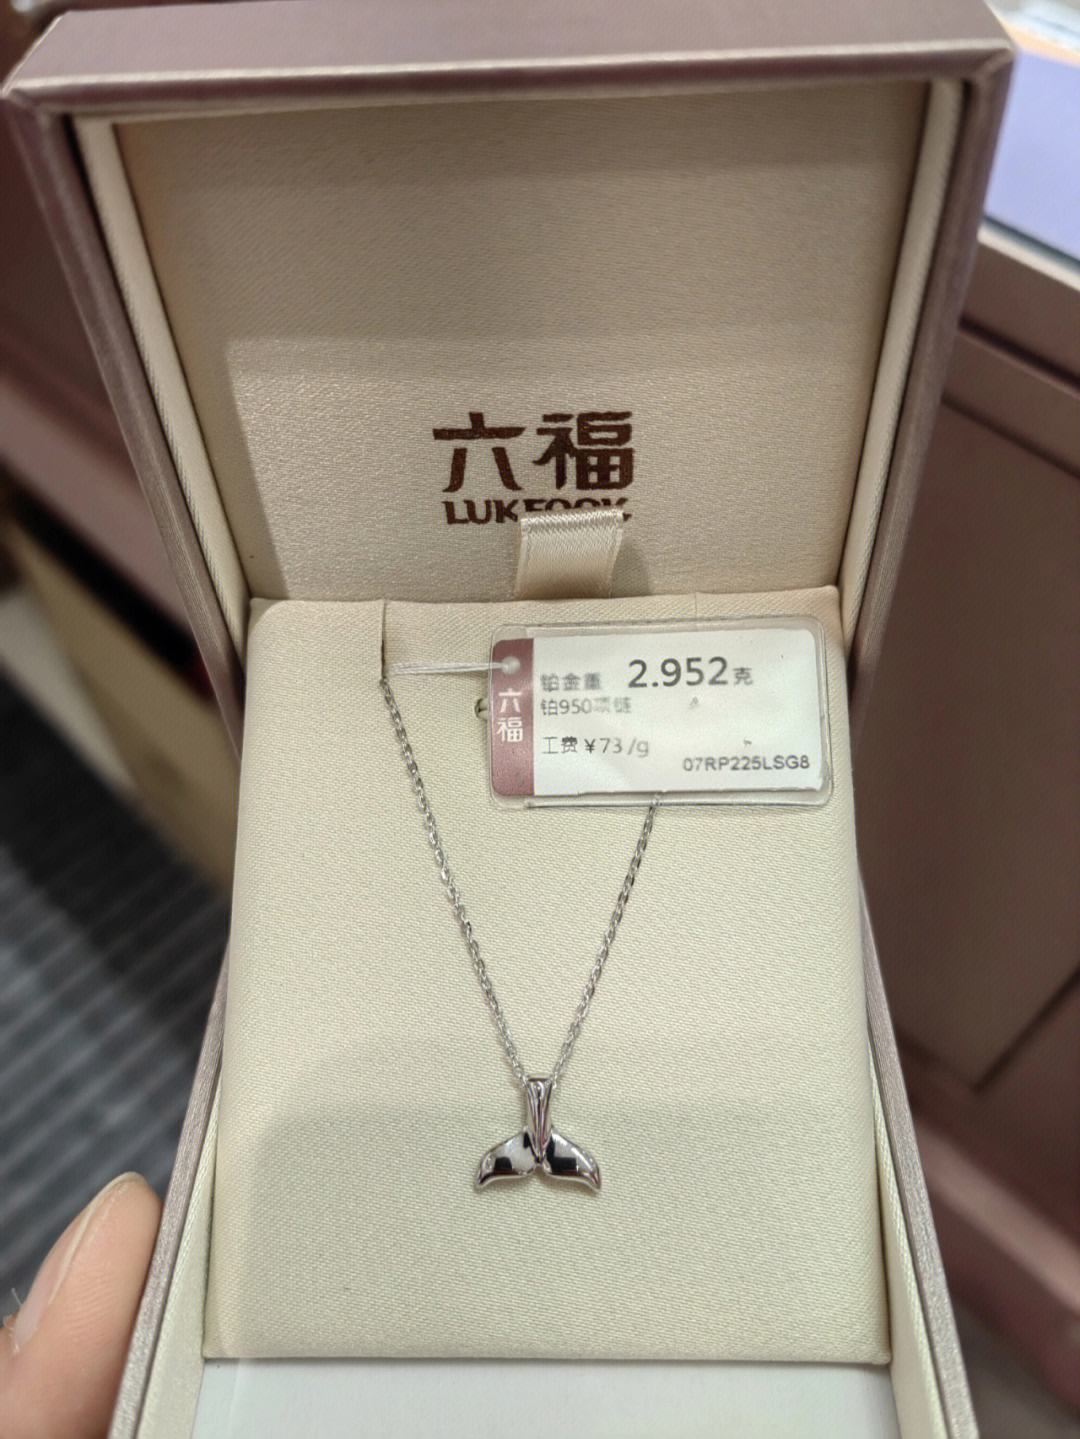 六福
LUKFOOK
六福
铂金重 2.952克
铂950项链
工费￥73/g
07RP225LSG8